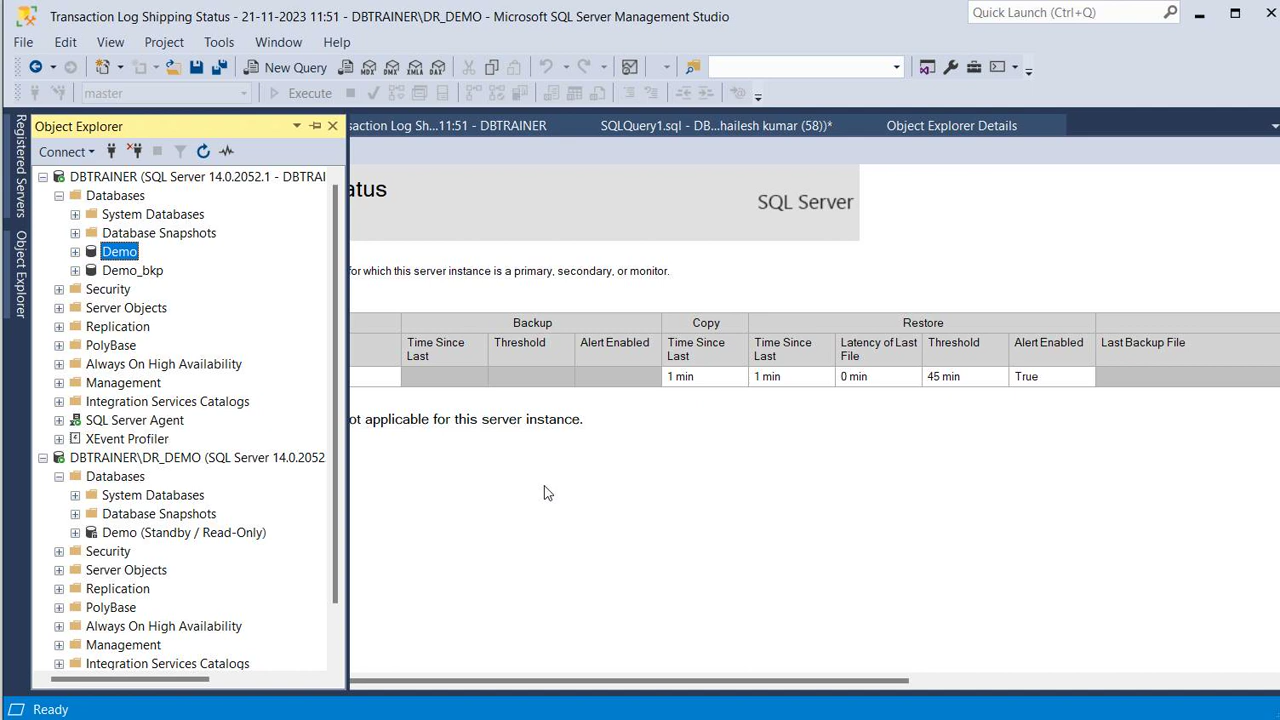 Transaction Log Shipping Status - 21-11-2023 11:51 - DBTRAINER\DR_DEMO - Microsoft SQL Server Management Studio
Quick Launch (Ctrl+Q)
File Edit View Project Tools Window Help
New Query MDX DMX XMLA DAX
master Execute
Registered Servers
Object Explorer
Object Explorer
Connect
DBTRAINER (SQL Server 14.0.2052.1 - DBTRAI
Databases
System Databases
Database Snapshots
Demo
Demo_bkp
Security
Server Objects
Replication
PolyBase
Always On High Availability
Management
Integration Services Catalogs
SQL Server Agent
XEvent Profiler
DBTRAINER\DR_DEMO (SQL Server 14.0.2052
Databases
System Databases
Database Snapshots
Demo (Standby / Read-Only)
Security
Server Objects
Replication
PolyBase
Always On High Availability
Management
Integration Services Catalogs
saction Log Sh...11:51 - DBTRAINER SQLQuery1.sql - DB...hailesh kumar (58))* Object Explorer Details
atus
SQL Server
for which this server instance is a primary, secondary, or monitor.
Backup Copy Restore
Time Since Last Threshold Alert Enabled Time Since Last Time Since Last Latency of Last File Threshold Alert Enabled Last Backup File
1 min 1 min 0 min 45 min True
ot applicable for this server instance.
Ready